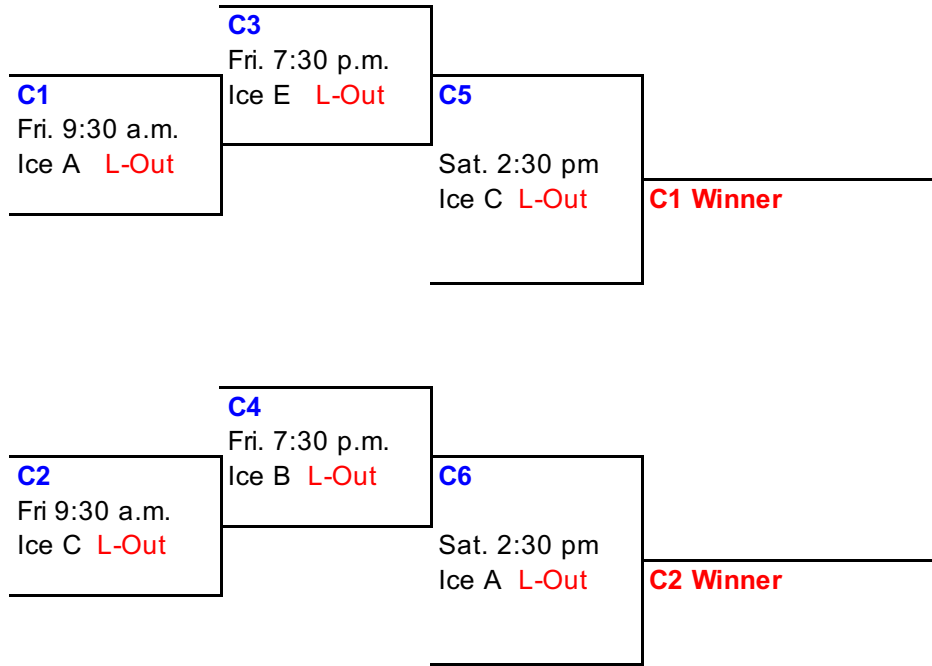 C3
Fri. 7:30 p.m.
Ice E L-Out
C1
Fri. 9:30 a.m.
Ice A L-Out
C5
Sat. 2:30 pm
Ice C L-Out
C1 Winner
C4
Fri. 7:30 p.m.
Ice B L-Out
C2
Fri 9:30 a.m.
Ice C L-Out
C6
Sat. 2:30 pm
Ice A L-Out
C2 Winner